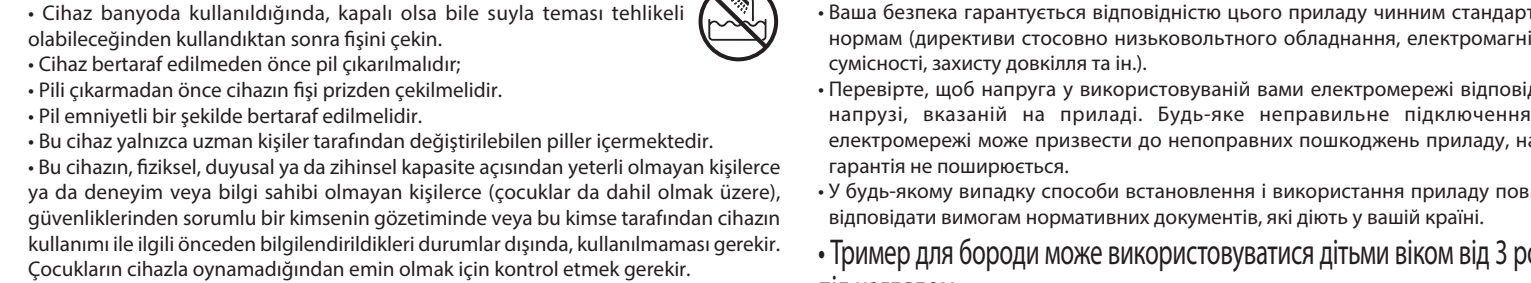 • Cihaz banyoda kullanıldığında, kapalı olsa bile suyla teması tehlikeli
olabileceğinden kullandıktan sonra fişini çekin.
• Cihaz bertaraf edilmeden önce pil çıkarılmalıdır;
• Pili çıkarmadan önce cihazın fişi prizden çekilmelidir.
• Pil emniyetli bir şekilde bertaraf edilmelidir.
• Bu cihaz yalnızca uzman kişiler tarafından değiştirilebilen piller içermektedir.
• Bu cihazın, fiziksel, duyusal ya da zihinsel kapasite açısından yeterli olmayan kişilerce
ya da deneyim veya bilgi sahibi olmayan kişilerce (çocuklar da dahil olmak üzere),
güvenliklerinden sorumlu bir kimsenin gözetiminde veya bu kimse tarafından cihazın
kullanımı ile ilgili önceden bilgilendirildikleri durumlar dışında, kullanılmaması gerekir.
Çocukların cihazla oynamadığından emin olmak için kontrol etmek gerekir.
• Ваша безпека гарантується відповідністю цього приладу чинним стандарт
нормам (директиви стосовно низьковольтного обладнання, електромагні
сумісності, захисту довкілля та ін.).
• Перевірте, щоб напруга у використовуваній вами електромережі відповід
напрузі, вказаній на приладі. Будь-яке неправильне підключення
електромережі може призвести до непоправних пошкоджень приладу, на
гарантія не поширюється.
• У будь-якому випадку способи встановлення і використання приладу пов
відповідати вимогам нормативних документів, які діють у вашій країні.
• Тример для бороди може використовуватися дітьми віком від 3 ро